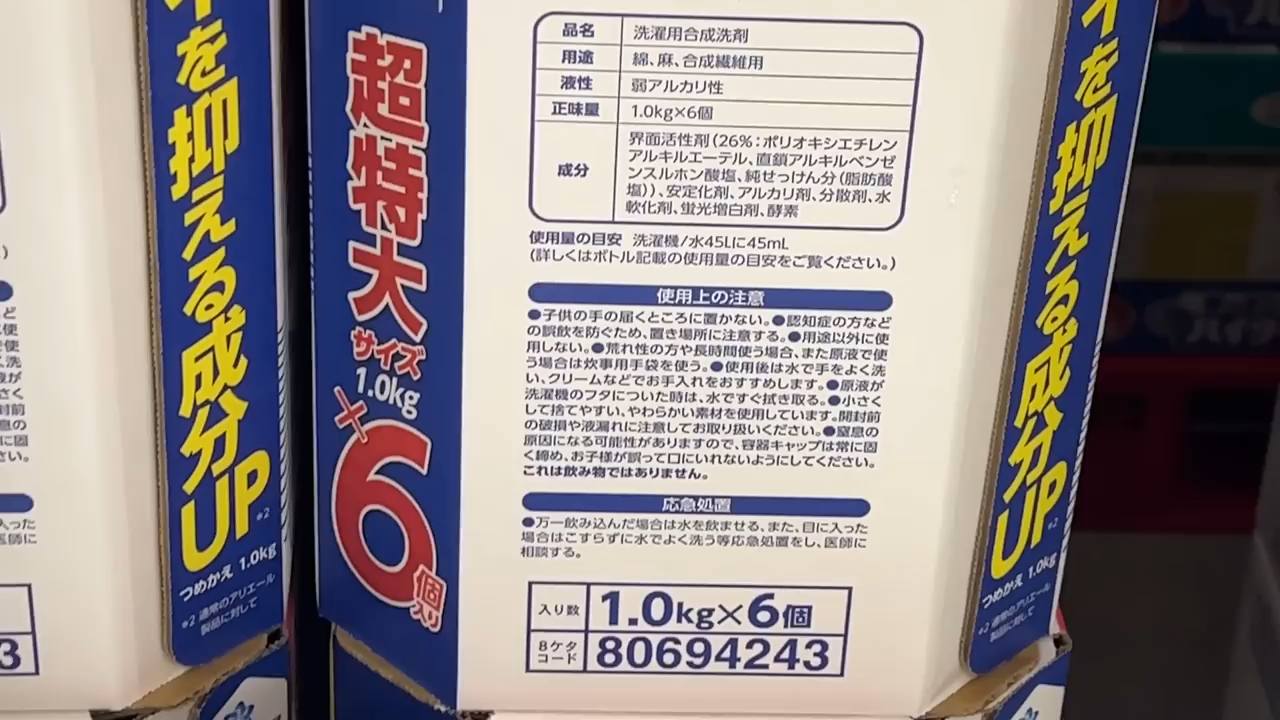 を抑える成分UP
※2
つめかえ 1.0kg
※2 通常のアリエール
製品に対して
3
超特大
サイズ
1.0kg
×6
個入り
品名 洗濯用合成洗剤
用途 綿、麻、合成繊維用
液性 弱アルカリ性
正味量 1.0kg×6個
成分 界面活性剤(26%:ポリオキシエチレン
アルキルエーテル、直鎖アルキルベンゼ
ンスルホン酸塩、純せっけん分(脂肪酸
塩))、安定化剤、アルカリ剤、分散剤、水
軟化剤、蛍光増白剤、酵素
使用量の目安 洗濯機/水45Lに45mL
(詳しくはボトル記載の使用量の目安をご覧ください。)
使用上の注意
●子供の手の届くところに置かない。●認知症の方など
の誤飲を防ぐため、置き場所に注意する。●用途以外に使
用しない。●荒れ性の方や長時間使う場合、また原液で使
う場合は炊事用手袋を使う。●使用後は水で手をよく洗
い、クリームなどでお手入れをおすすめします。●原液が
洗濯機のフタについた時は、水ですぐ拭き取る。●小さく
して捨てやすい、やわらかい素材を使用しています。開封前
の破損や液漏れに注意してお取り扱いください。●窒息の
原因になる可能性がありますので、容器キャップは常に固
く締め、お子様が誤って口にいれないようにしてください。
これは飲み物ではありません。
応急処置
●万一飲み込んだ場合は水を飲ませる、また、目に入った
場合はこすらずに水でよく洗う等応急処置をし、医師に
相談する。
入り数 1.0kg×6個
8ケタ
コード 80694243
を抑える成分UP
※2
つめかえ 1.0kg
※2 通常のアリエール
製品に対して